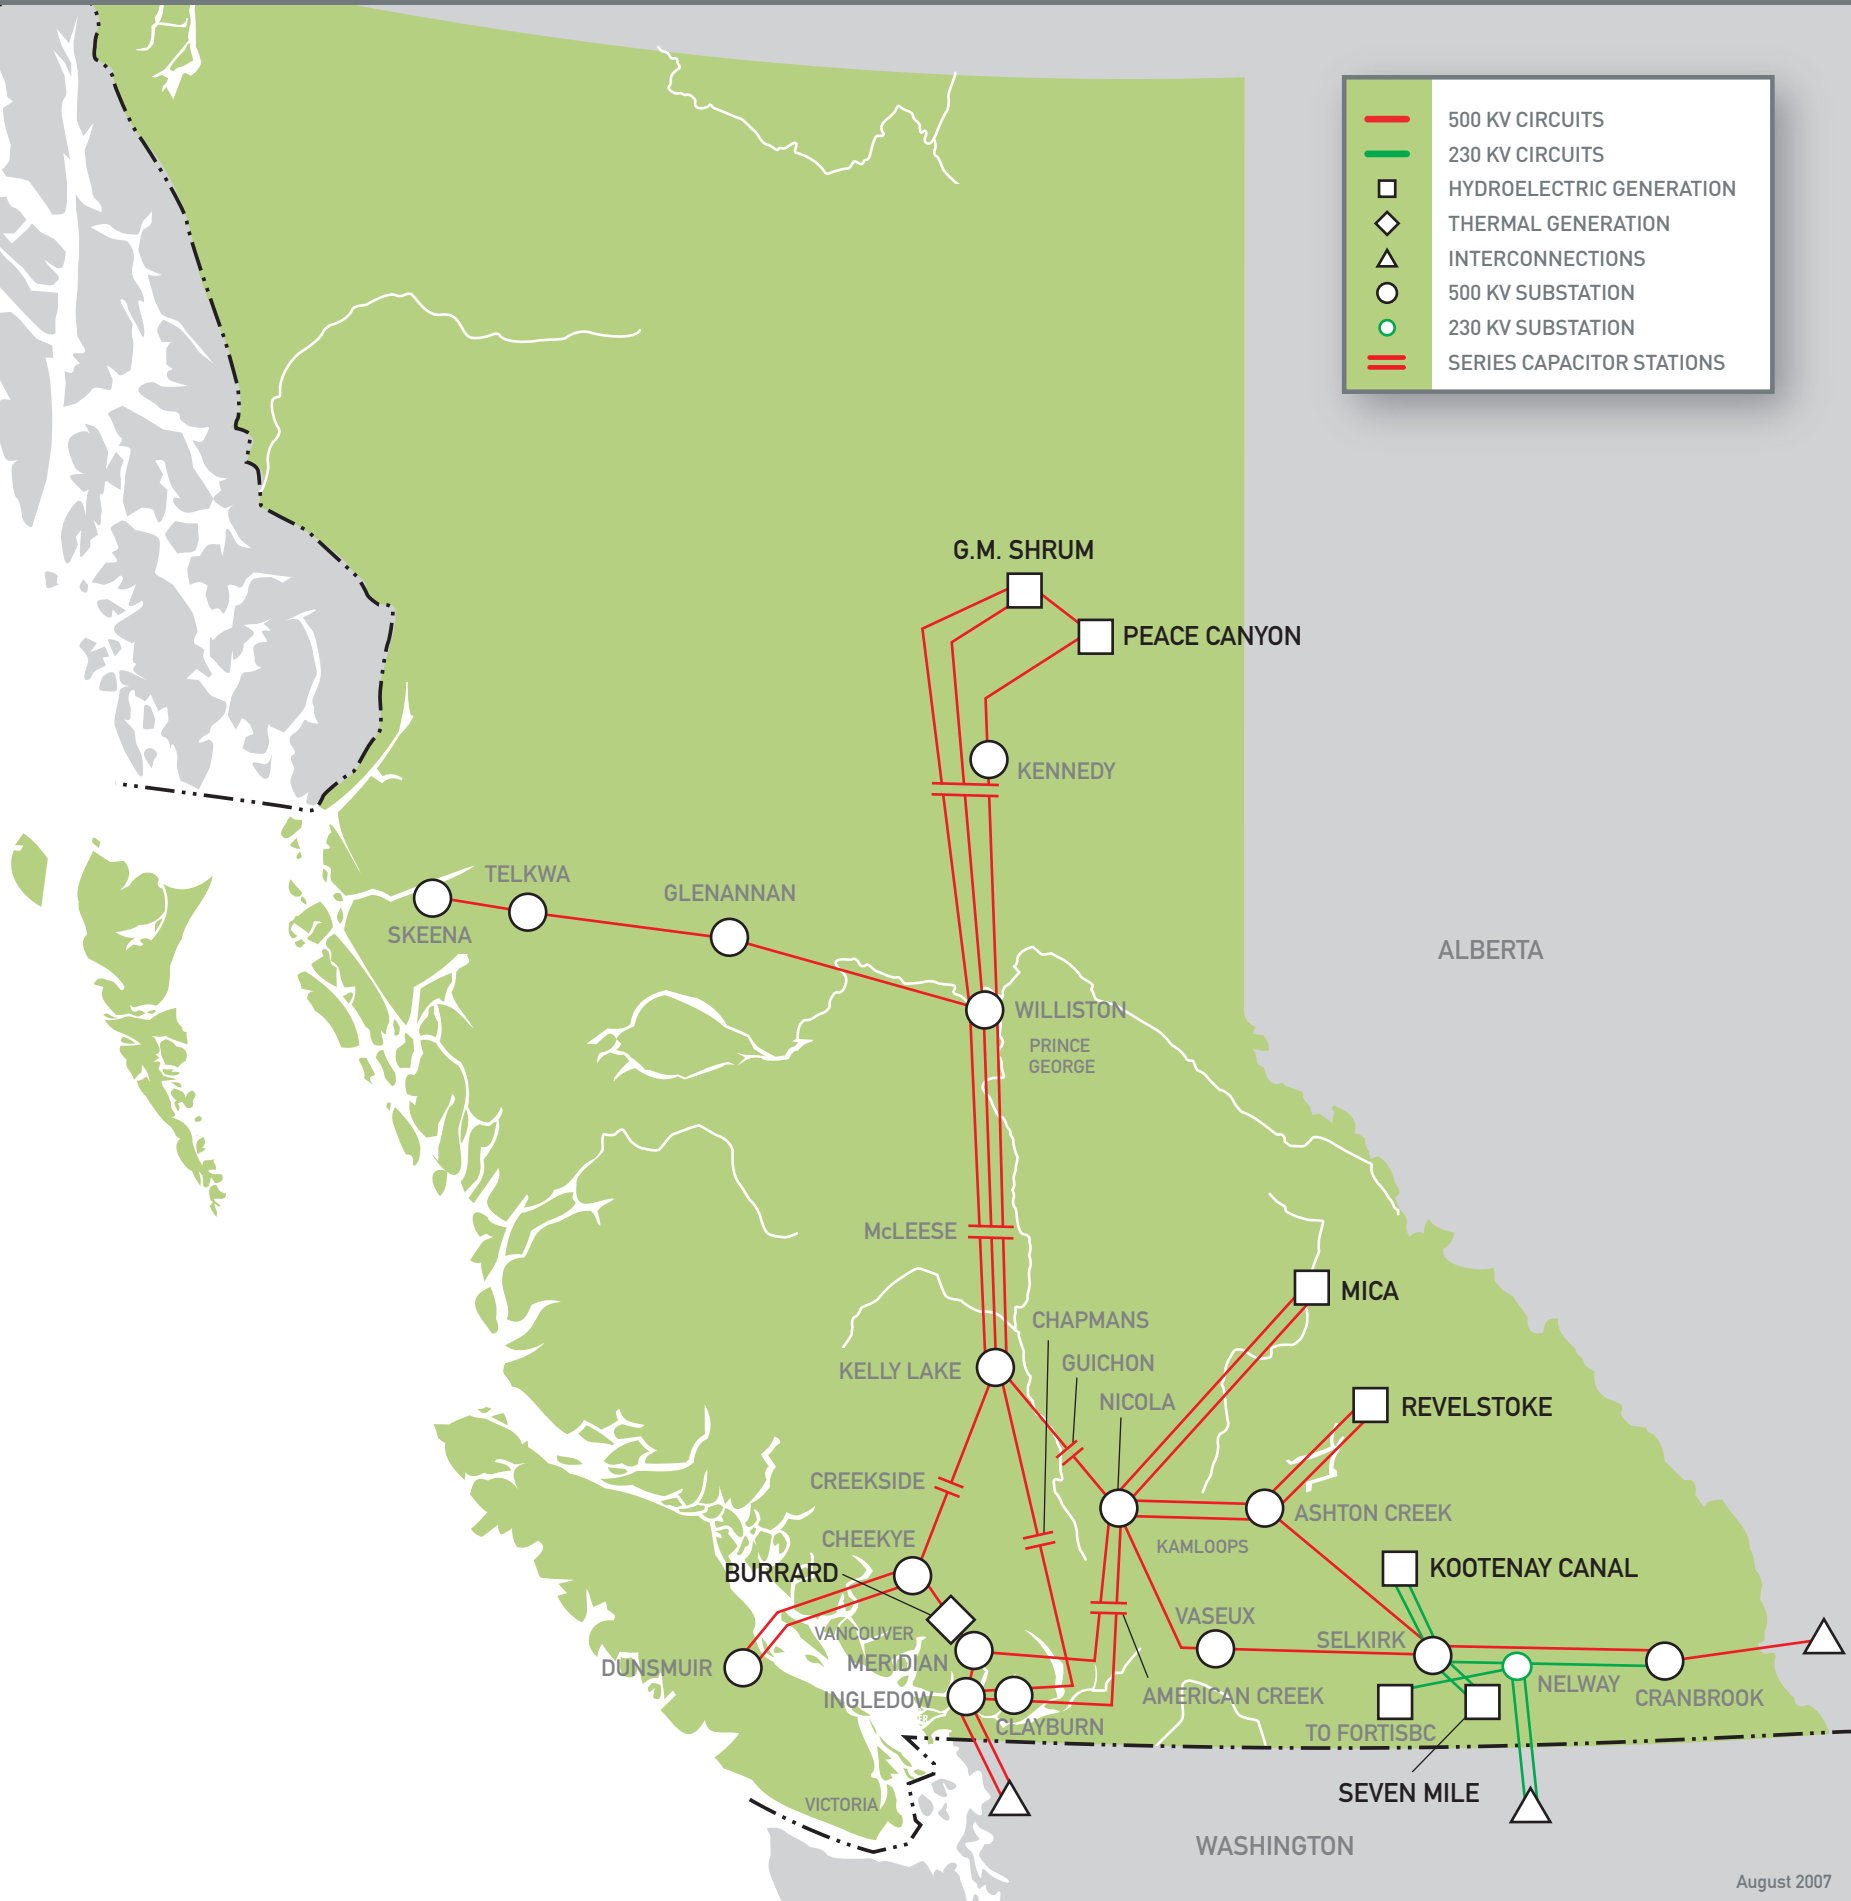 500 KV CIRCUITS
230 KV CIRCUITS
HYDROELECTRIC GENERATION
THERMAL GENERATION
INTERCONNECTIONS
500 KV SUBSTATION
230 KV SUBSTATION
SERIES CAPACITOR STATIONS
G.M. SHRUM
PEACE CANYON
KENNEDY
TELKWA
GLENANNAN
SKEENA
ALBERTA
WILLISTON
PRINCE
GEORGE
McLEESE
MICA
CHAPMANS
KELLY LAKE
GUICHON
NICOLA
REVELSTOKE
CREEKSIDE
ASHTON CREEK
CHEEKYE
KAMLOOPS
BURRARD
KOOTENAY CANAL
VASEUX
VANCOUVER
SELKIRK
MERIDIAN
DUNSMUIR
NELWAY
INGLEDOW
AMERICAN CREEK
CRANBROOK
CLAYBURN
TO FORTISBC
SEVEN MILE
VICTORIA
WASHINGTON
August 2007